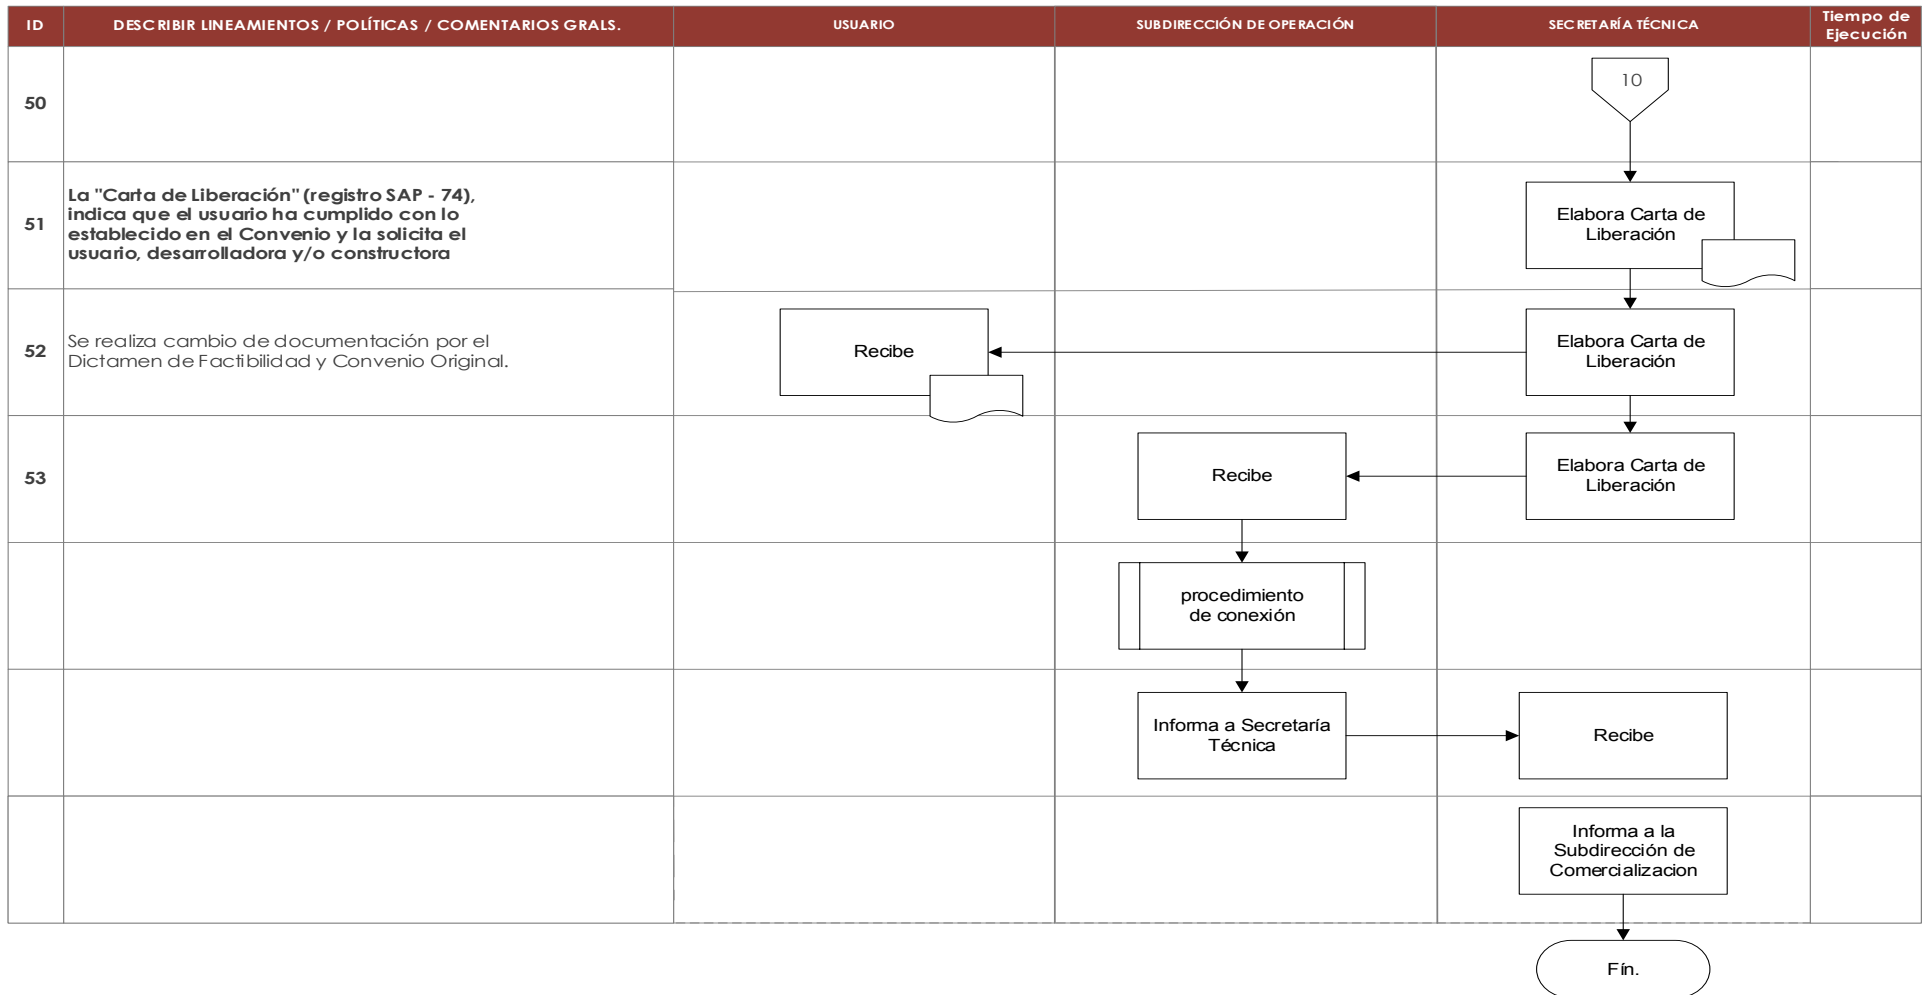 ID
DESCRIBIR LINEAMIENTOS / POLÍTICAS / COMENTARIOS GRALS.
USUARIO
SUBDIRECCIÓN DE OPERACIÓN
SECRETARÍA TÉCNICA
Tiempo de
Ejecución
50
10
51
La "Carta de Liberación" (registro SAP - 74),
indica que el usuario ha cumplido con lo
establecido en el Convenio y la solicita el
usuario, desarrolladora y/o constructora
Elabora Carta de
Liberación
52
Se realiza cambio de documentación por el
Dictamen de Factibilidad y Convenio Original.
Recibe
Elabora Carta de
Liberación
53
Recibe
Elabora Carta de
Liberación
procedimiento
de conexión
Informa a Secretaría
Técnica
Recibe
Informa a la
Subdirección de
Comercializacion
Fín.